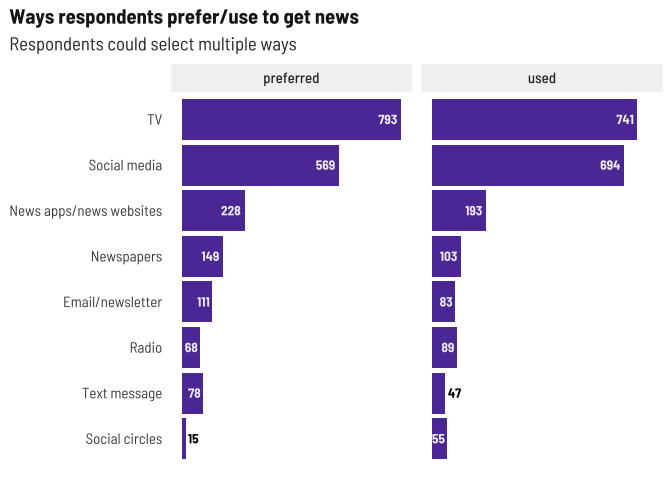 Ways respondents prefer/use to get news
Respondents could select multiple ways
preferred used
TV 793 741
Social media 569 694
News apps/news websites 228 193
Newspapers 149 103
Email/newsletter 111 83
Radio 68 89
Text message 78 47
Social circles 15 55